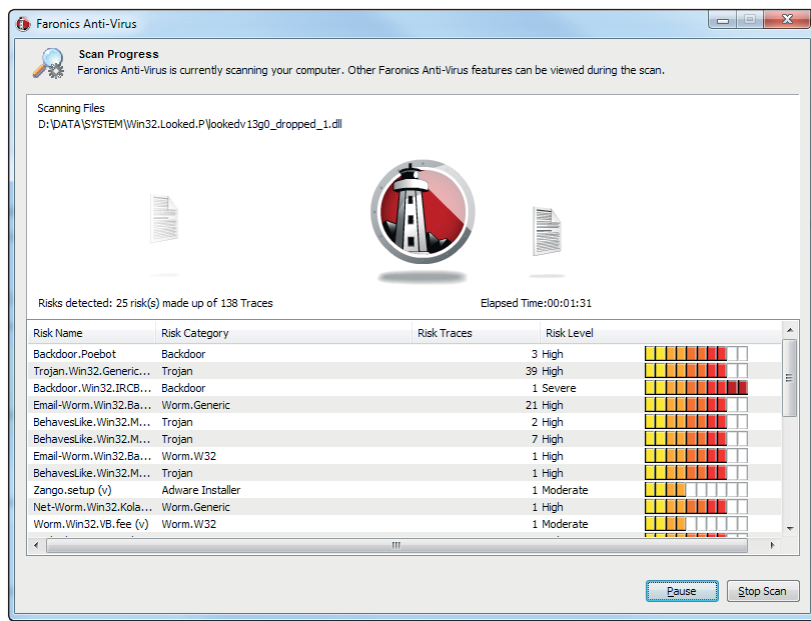 Faronics Anti-Virus
Scan Progress
Faronics Anti-Virus is currently scanning your computer. Other Faronics Anti-Virus features can be viewed during the scan.
Scanning Files
D:\DATA\SYSTEM\Win32.Looked.P\lookedv13g0_dropped_1.dll
Risks detected: 25 risk(s) made up of 138 Traces Elapsed Time:00:01:31
Risk Name Risk Category Risk Traces Risk Level
Backdoor.Poebot Backdoor 3 High
Trojan.Win32.Generic... Trojan 39 High
Backdoor.Win32.IRCB... Backdoor 1 Severe
Email-Worm.Win32.Ba... Worm.Generic 21 High
BehavesLike.Win32.M... Trojan 2 High
BehavesLike.Win32.M... Trojan 7 High
Email-Worm.Win32.Ba... Worm.W32 1 High
BehavesLike.Win32.M... Trojan 1 High
Zango.setup (v) Adware Installer 1 Moderate
Net-Worm.Win32.Kola... Worm.Generic 1 High
Worm.Win32.VB.fee (v) Worm.W32 1 Moderate
Pause Stop Scan